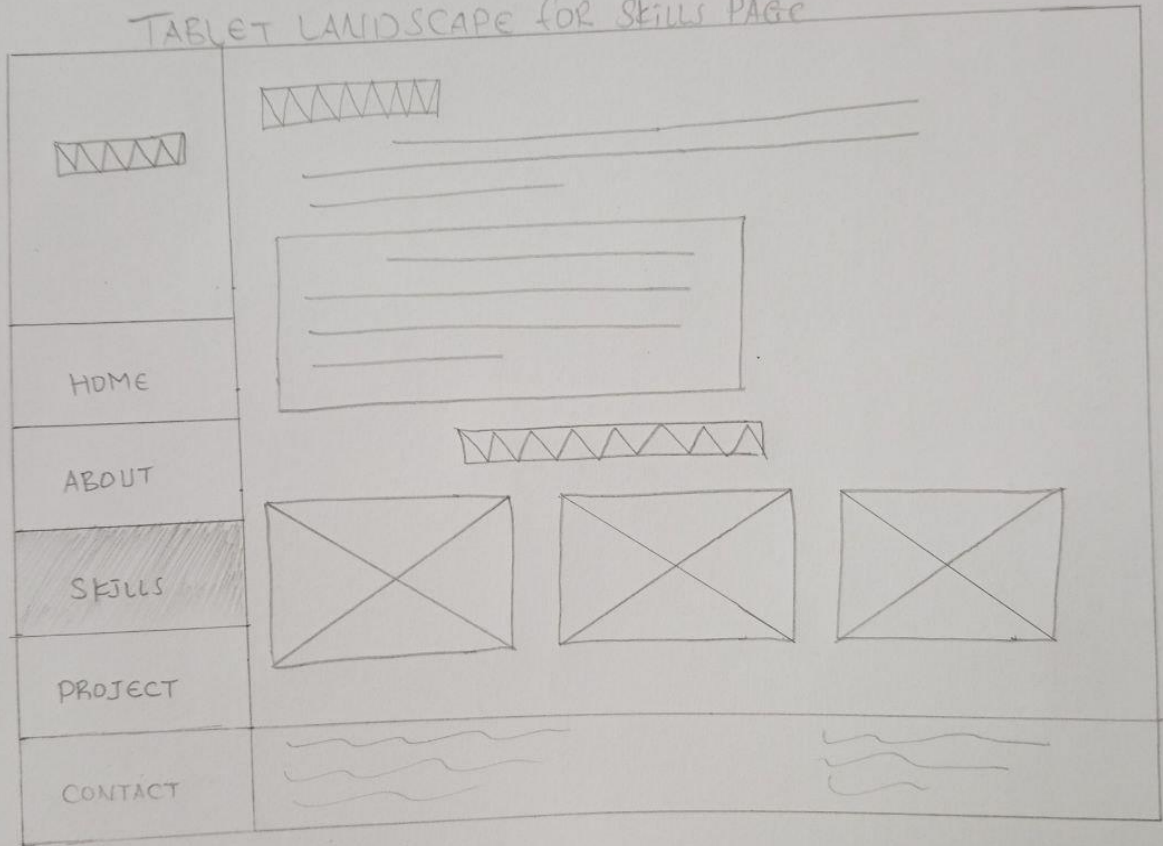 TABLET LANDSCAPE FOR SKILLS PAGE
HOME
ABOUT
SKILLS
PROJECT
CONTACT